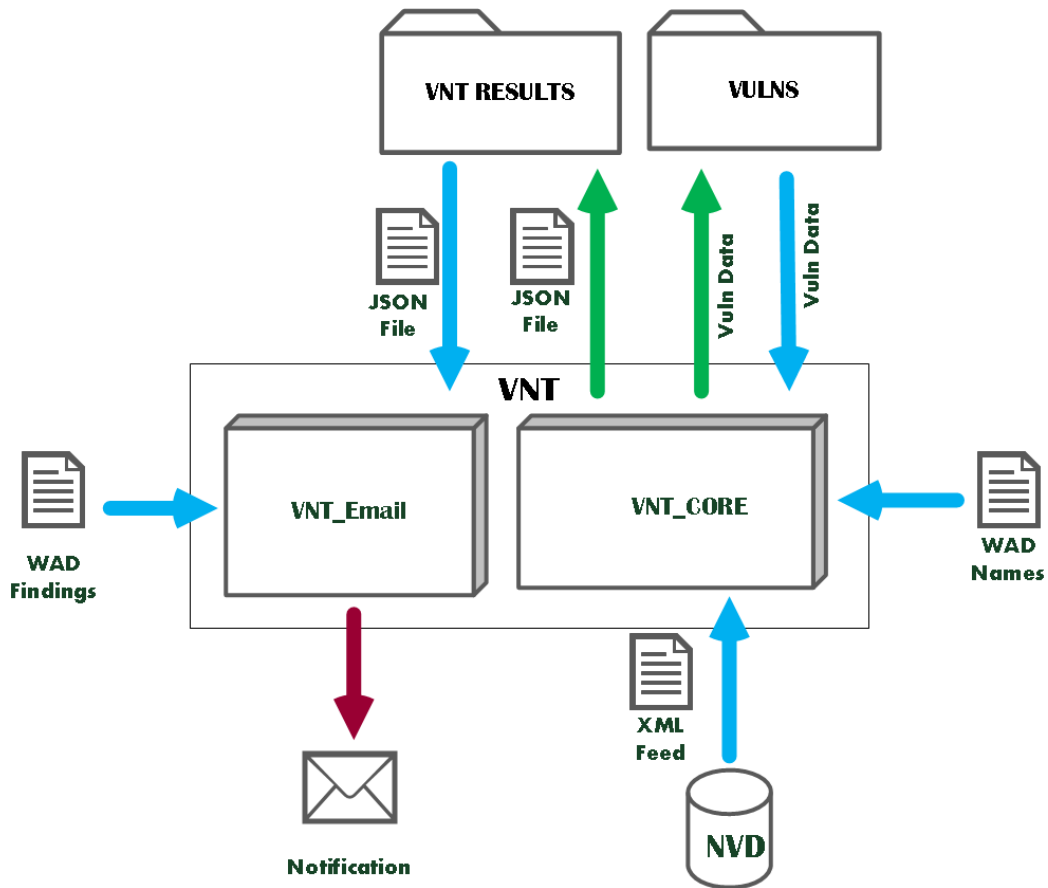 VNT RESULTS
VULNS
JSON
File
JSON
File
Vuln Data
Vuln Data
VNT
VNT_Email
VNT_CORE
WAD
Findings
WAD
Names
XML
Feed
Notification
NVD